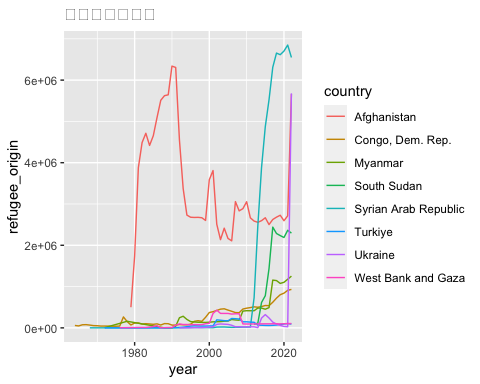 country
Afghanistan
Congo, Dem. Rep.
Myanmar
South Sudan
Syrian Arab Republic
Turkiye
Ukraine
West Bank and Gaza
refugee_origin
6e+06
4e+06
2e+06
0e+00
1980
2000
2020
year